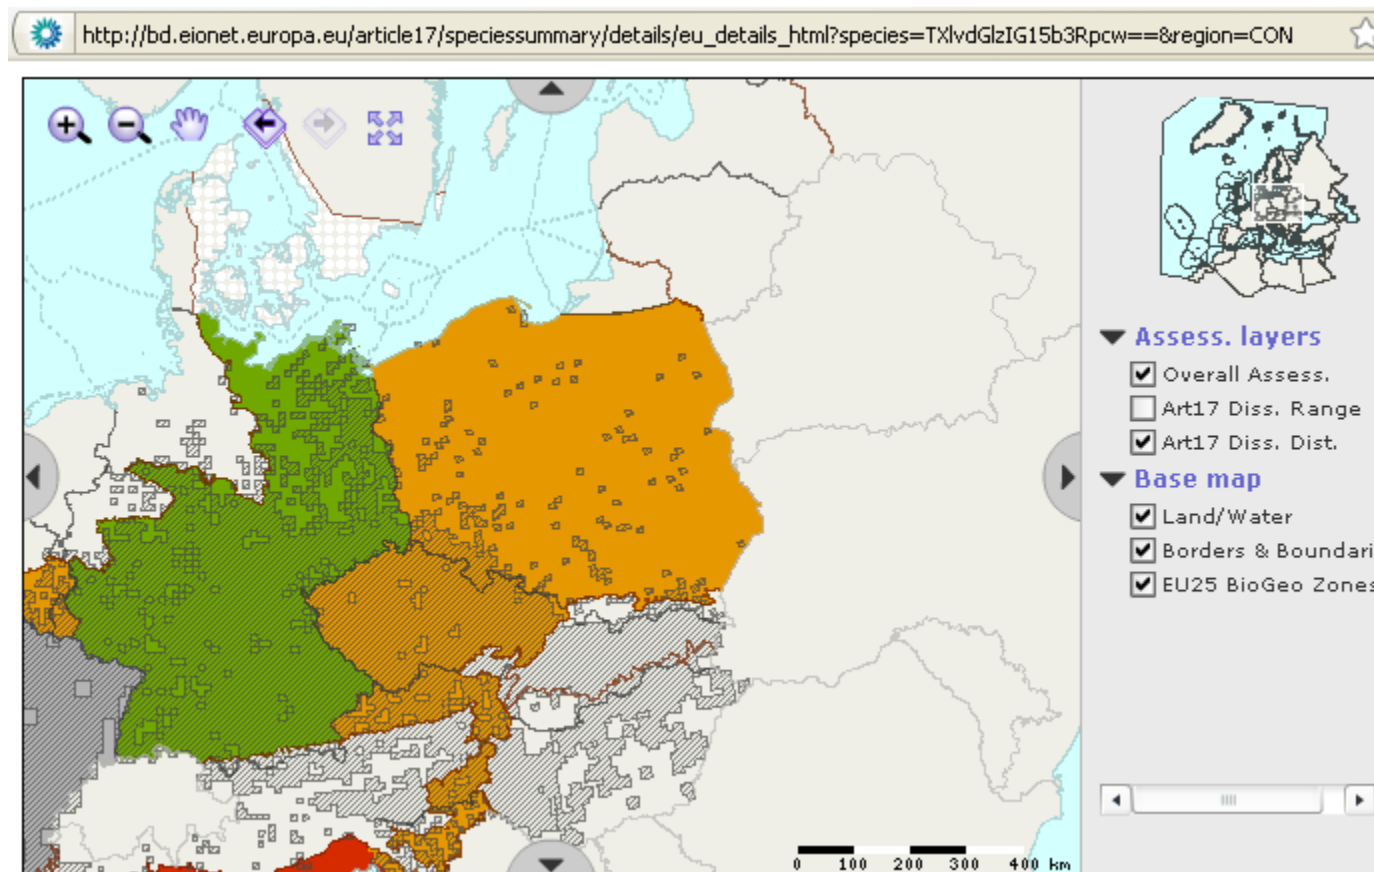 http://bd.eionet.europa.eu/article17/speciessummary/details/eu_details_html?species=TXlvdGlzIG15b3Rpcw==&region=CON
Assess. layers
Overall Assess.
Art17 Diss. Range
Art17 Diss. Dist.
Base map
Land/Water
Borders & Boundari
EU25 BioGeo Zones
0 100 200 300 400 km